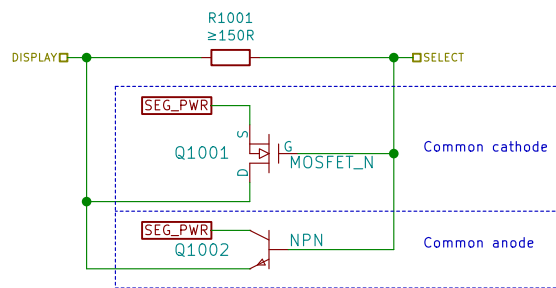 R1001
≥150R
DISPLAY
SELECT
SEG_PWR
S
Q1001
G
MOSFET_N
D
Common cathode
SEG_PWR
Q1002
NPN
Common anode